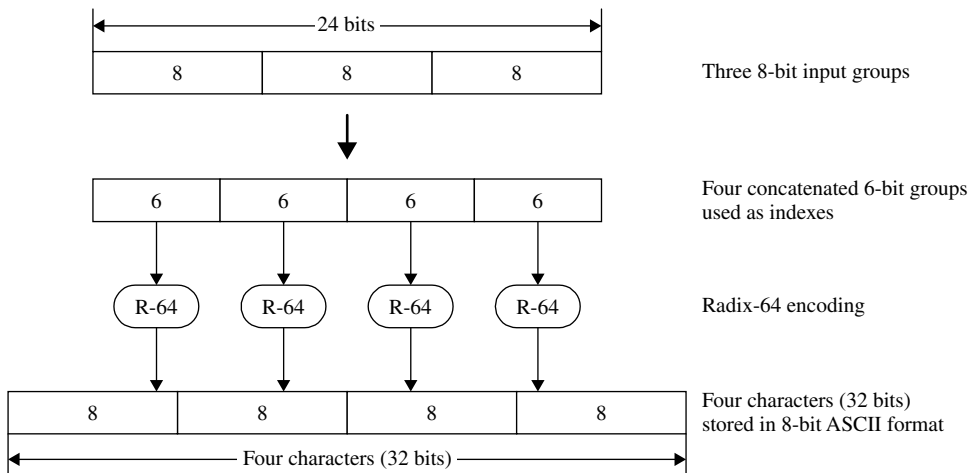 24 bits
8 8 8
Three 8-bit input groups
6 6 6 6
Four concatenated 6-bit groups
used as indexes
R-64 R-64 R-64 R-64
Radix-64 encoding
8 8 8 8
Four characters (32 bits)
stored in 8-bit ASCII format
Four characters (32 bits)